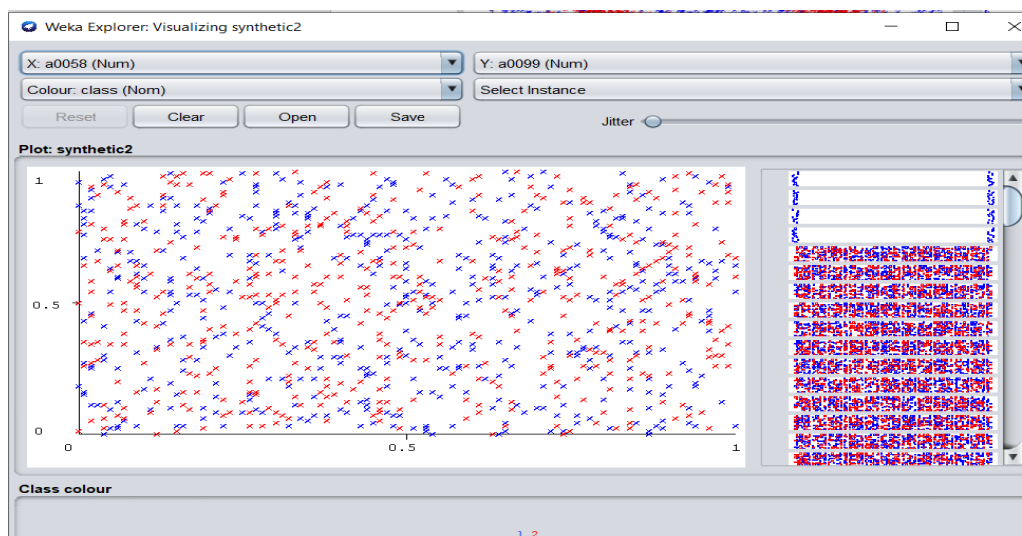 Weka Explorer: Visualizing synthetic2
X: a0058 (Num)
Y: a0099 (Num)
Colour: class (Nom)
Select Instance
Reset
Clear
Open
Save
Jitter
Plot: synthetic2
1
0.5
0
0
0.5
1
Class colour
1 2